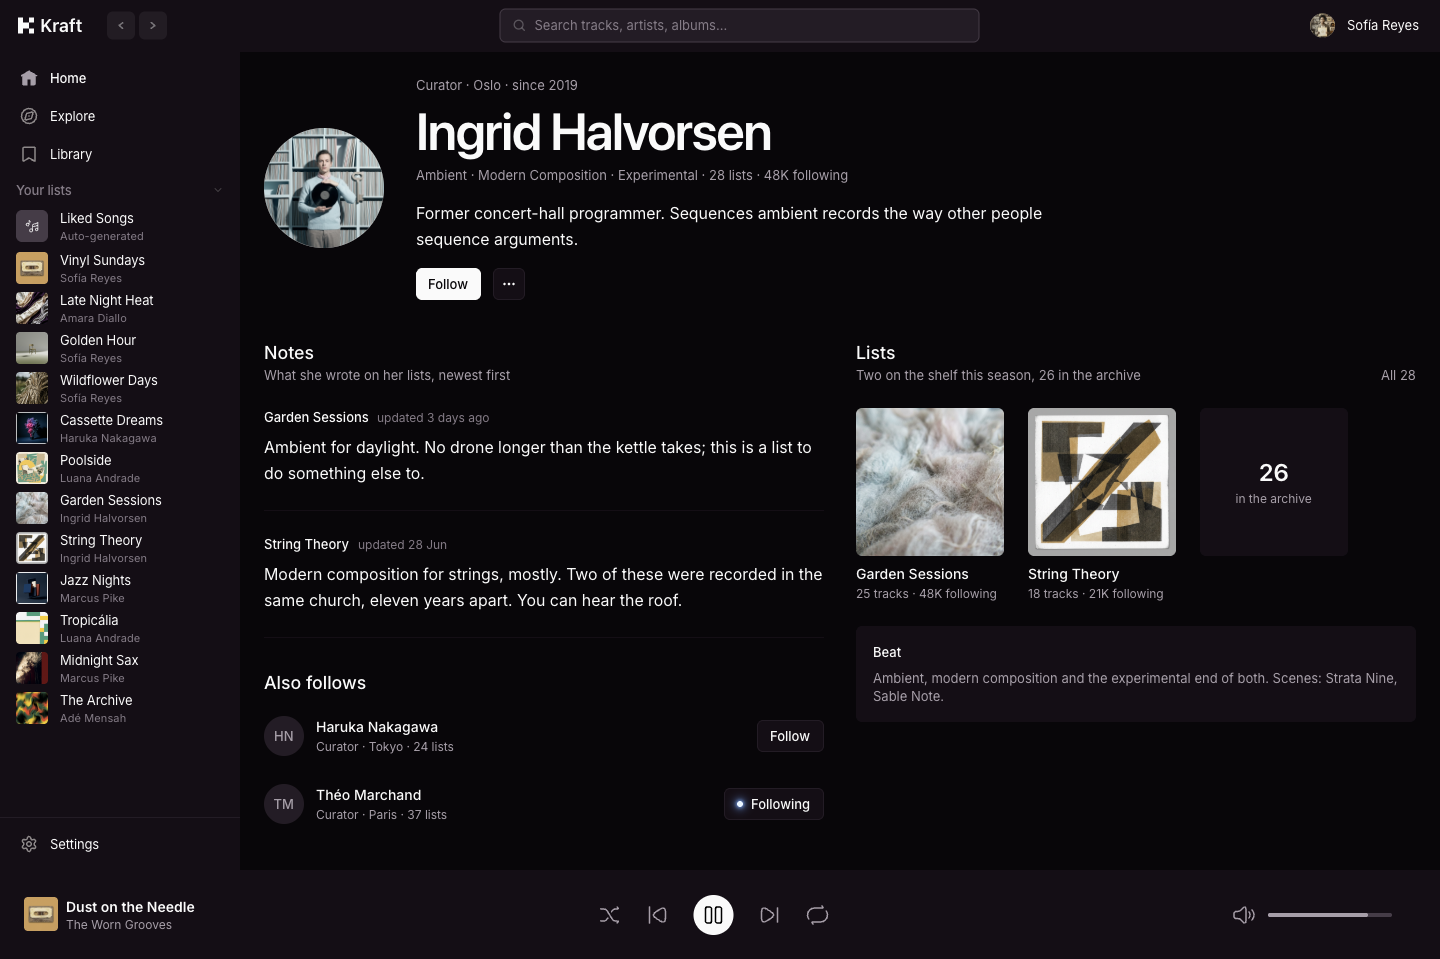 Kraft
Search tracks, artists, albums...
Sofía Reyes
Home
Explore
Library
Your lists
Liked Songs
Auto-generated
Vinyl Sundays
Sofía Reyes
Late Night Heat
Amara Diallo
Golden Hour
Sofía Reyes
Wildflower Days
Sofía Reyes
Cassette Dreams
Haruka Nakagawa
Poolside
Luana Andrade
Garden Sessions
Ingrid Halvorsen
String Theory
Ingrid Halvorsen
Jazz Nights
Marcus Pike
Tropicália
Luana Andrade
Midnight Sax
Marcus Pike
The Archive
Adé Mensah
Settings
Curator · Oslo · since 2019
Ingrid Halvorsen
Ambient · Modern Composition · Experimental · 28 lists · 48K following
Former concert-hall programmer. Sequences ambient records the way other people
sequence arguments.
Follow
Notes
What she wrote on her lists, newest first
Garden Sessions updated 3 days ago
Ambient for daylight. No drone longer than the kettle takes; this is a list to
do something else to.
String Theory updated 28 Jun
Modern composition for strings, mostly. Two of these were recorded in the
same church, eleven years apart. You can hear the roof.
Also follows
HN
Haruka Nakagawa
Curator · Tokyo · 24 lists
Follow
TM
Théo Marchand
Curator · Paris · 37 lists
Following
Lists
Two on the shelf this season, 26 in the archive
All 28
Garden Sessions
25 tracks · 48K following
String Theory
18 tracks · 21K following
26
in the archive
Beat
Ambient, modern composition and the experimental end of both. Scenes: Strata Nine,
Sable Note.
Dust on the Needle
The Worn Grooves